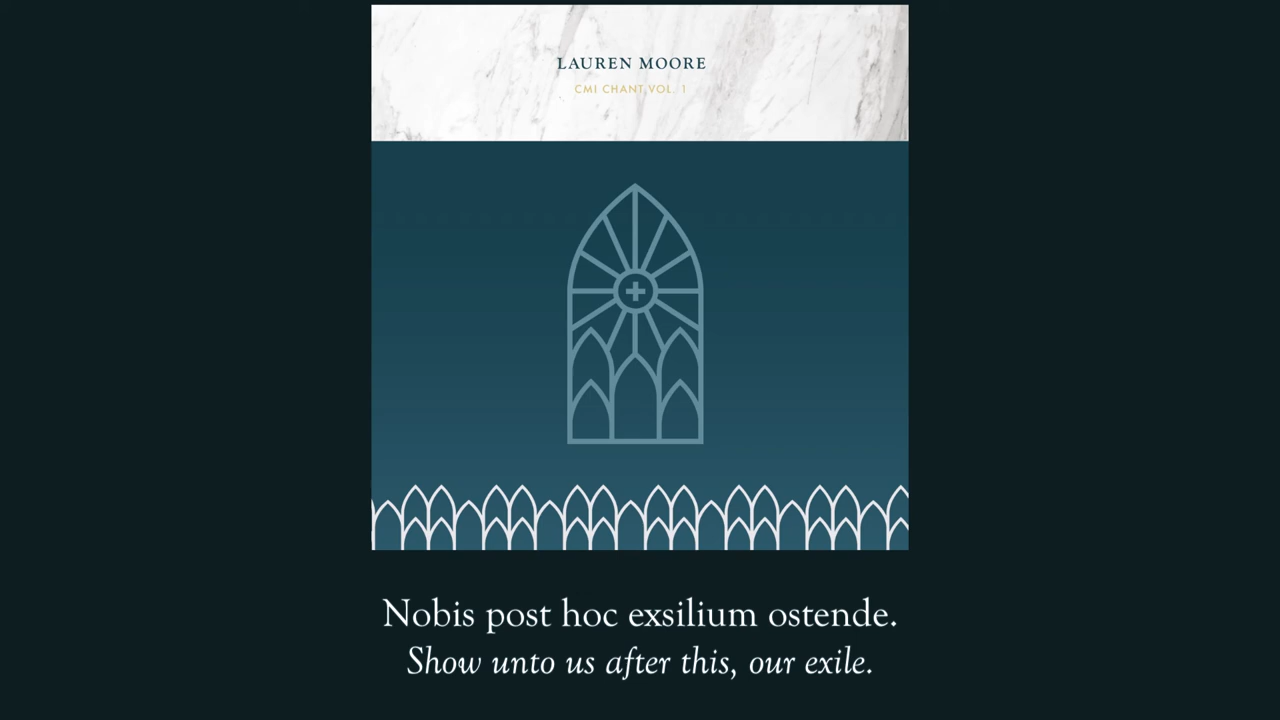 LAUREN MOORE
CMI CHANT VOL. 1
Nobis post hoc exsilium ostende.
Show unto us after this, our exile.